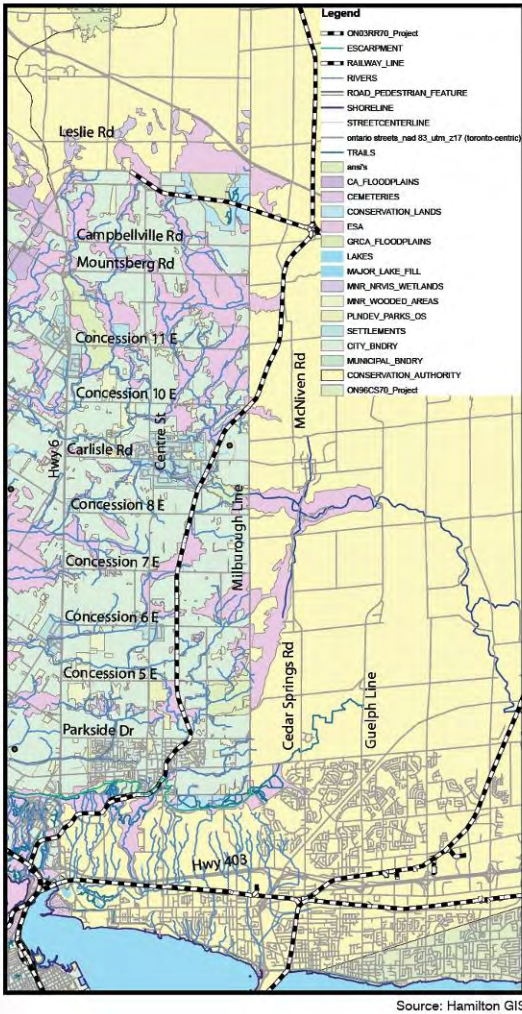 Legend
ON03RR70_Project
ESCARPMENT
RAILWAY_LINE
RIVERS
ROAD_PEDESTRIAN_FEATURE
SHORELINE
STREETCENTERLINE
ontario streets_nad 83_utm_z17 (toronto-centric)
TRAILS
ansi's
CA_FLOODPLAINS
CEMETERIES
CONSERVATION_LANDS
ESA
GRCA_FLOODPLAINS
LAKES
MAJOR_LAKE_FILL
MNR_NRVIS_WETLANDS
MNR_WOODED_AREAS
PLNDEV_PARKS_OS
SETTLEMENTS
CITY_BNDRY
MUNICIPAL_BNDRY
CONSERVATION_AUTHORITY
ON96CS70_Project
Leslie Rd
Campbellville Rd
Mountsberg Rd
Concession 11 E
Concession 10 E
McNiven Rd
Hwy 6
Carlisle Rd
Centre St
Concession 8 E
Milburough Line
Concession 7 E
Concession 6 E
Concession 5 E
Cedar Springs Rd
Guelph Line
Parkside Dr
Hwy 403
Source: Hamilton GIS